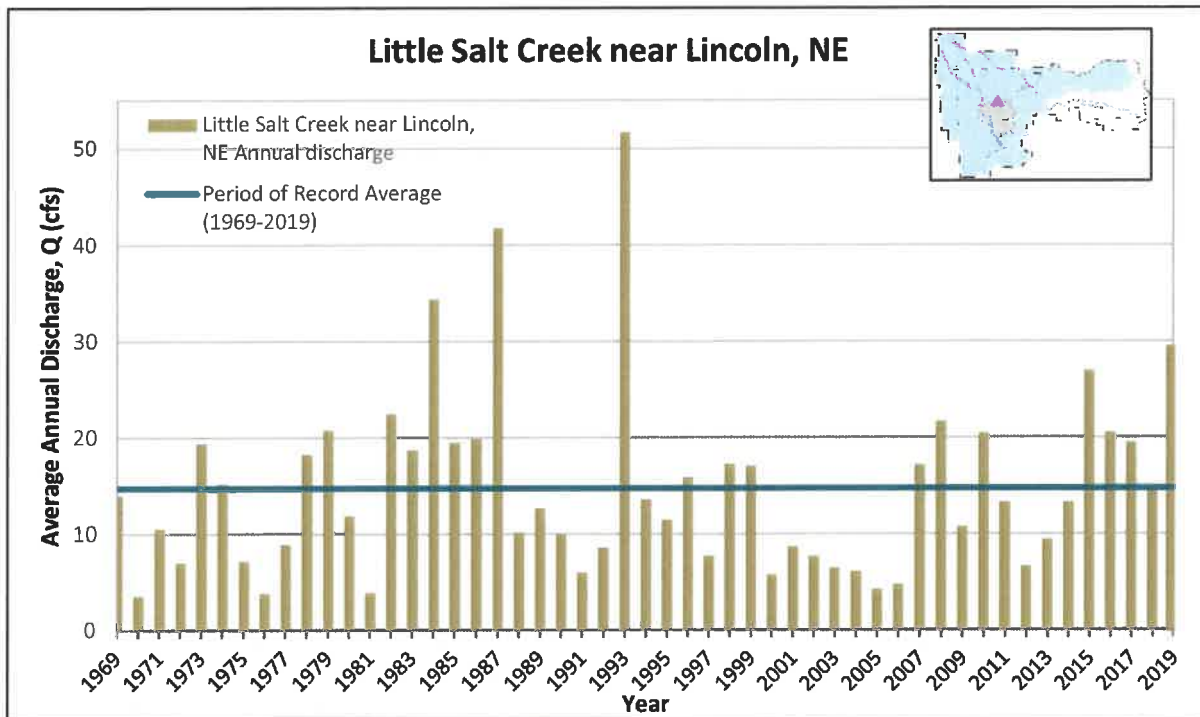 Little Salt Creek near Lincoln, NE
Little Salt Creek near Lincoln,
NE Annual discharge
Period of Record Average
(1969-2019)
Average Annual Discharge, Q (cfs)
50
40
30
20
10
0
1969 1971 1973 1975 1977 1979 1981 1983 1985 1987 1989 1991 1993 1995 1997 1999 2001 2003 2005 2007 2009 2011 2013 2015 2017 2019
Year